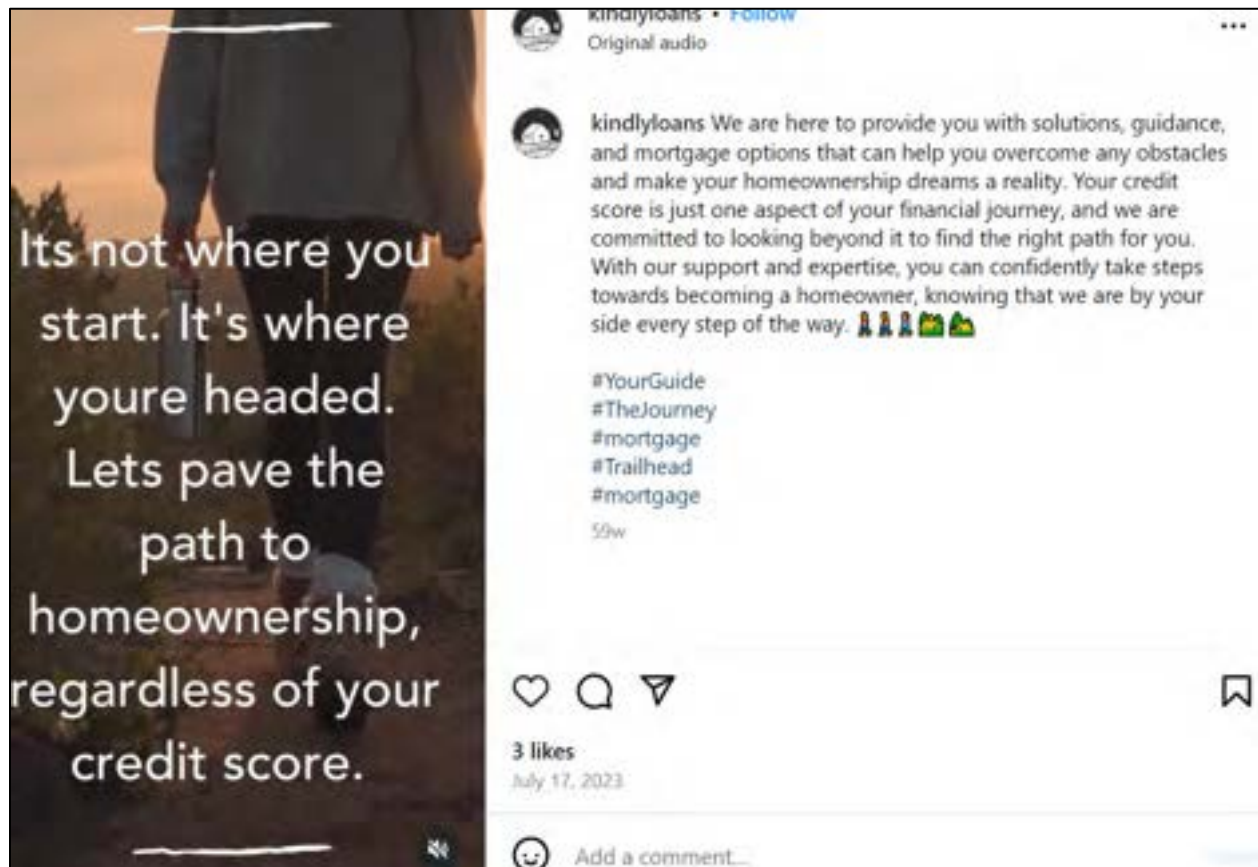 Its not where you
start. It's where
youre headed.
Lets pave the
path to
homeownership,
regardless of your
credit score.
kindlyloans • Follow
Original audio
kindlyloans We are here to provide you with solutions, guidance,
and mortgage options that can help you overcome any obstacles
and make your homeownership dreams a reality. Your credit
score is just one aspect of your financial journey, and we are
committed to looking beyond it to find the right path for you.
With our support and expertise, you can confidently take steps
towards becoming a homeowner, knowing that we are by your
side every step of the way.
#YourGuide
#TheJourney
#mortgage
#Trailhead
#mortgage
59w
3 likes
July 17, 2023
Add a comment...